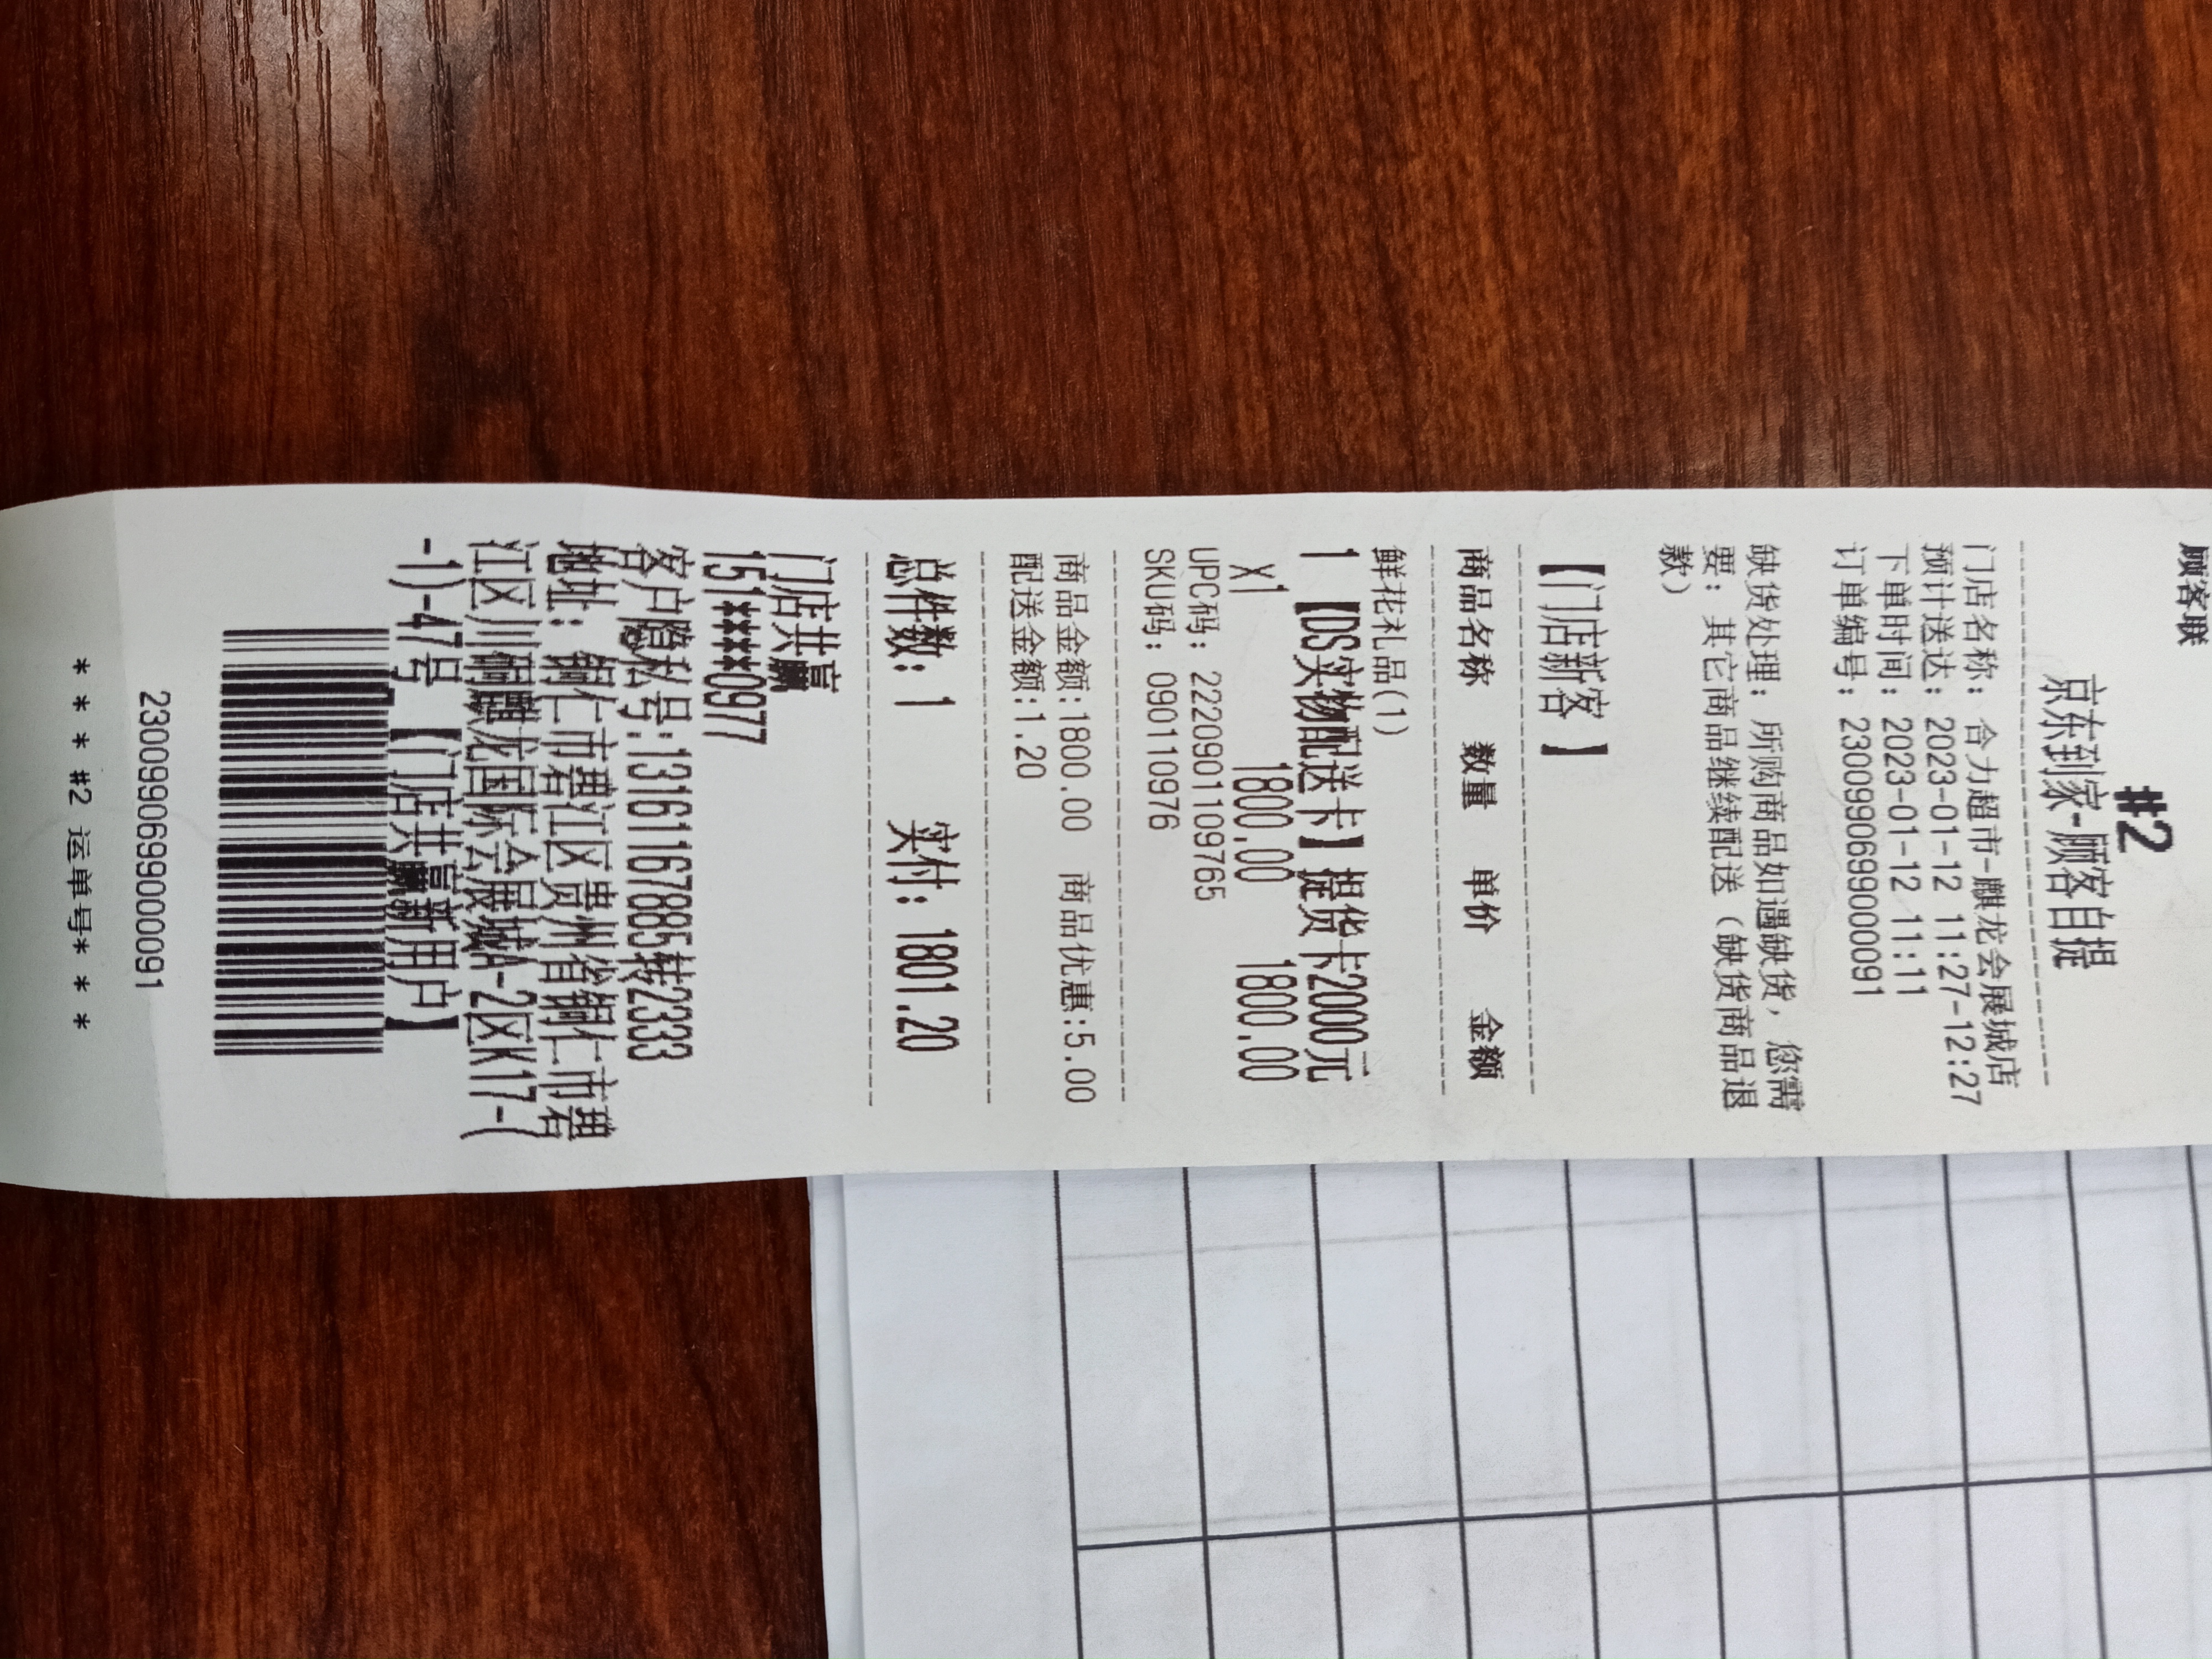 顾客联
#2
京东到家-顾客自提
门店名称：合力超市-麒龙会展城店
预计送达：2023-01-12 11:27-12:27
下单时间：2023-01-12 11:11
订单编号：2300990699000091
缺货处理：所购商品如遇缺货，您需
要：其它商品继续配送（缺货商品退
款）
【门店新客 】
商品名称 数量 单价 金额
鲜花礼品(1)
1 【DS实物配送卡】提货卡2000元
X1 1800.00 1800.00
UPC码：2220901109765
SKU码：090110976
商品金额:1800.00 商品优惠:5.00
配送金额:1.20
总件数：1 实付：1801.20
门店共赢
151****0977
客户隐私号:13161167885转2333
地址：铜仁市碧江区贵州省铜仁市碧
江区川硐麒龙国际会展城A-2区K17-(
-1)-47号【门店共赢新用户】
2300990699000091
* * * * #2 运单号* * * *